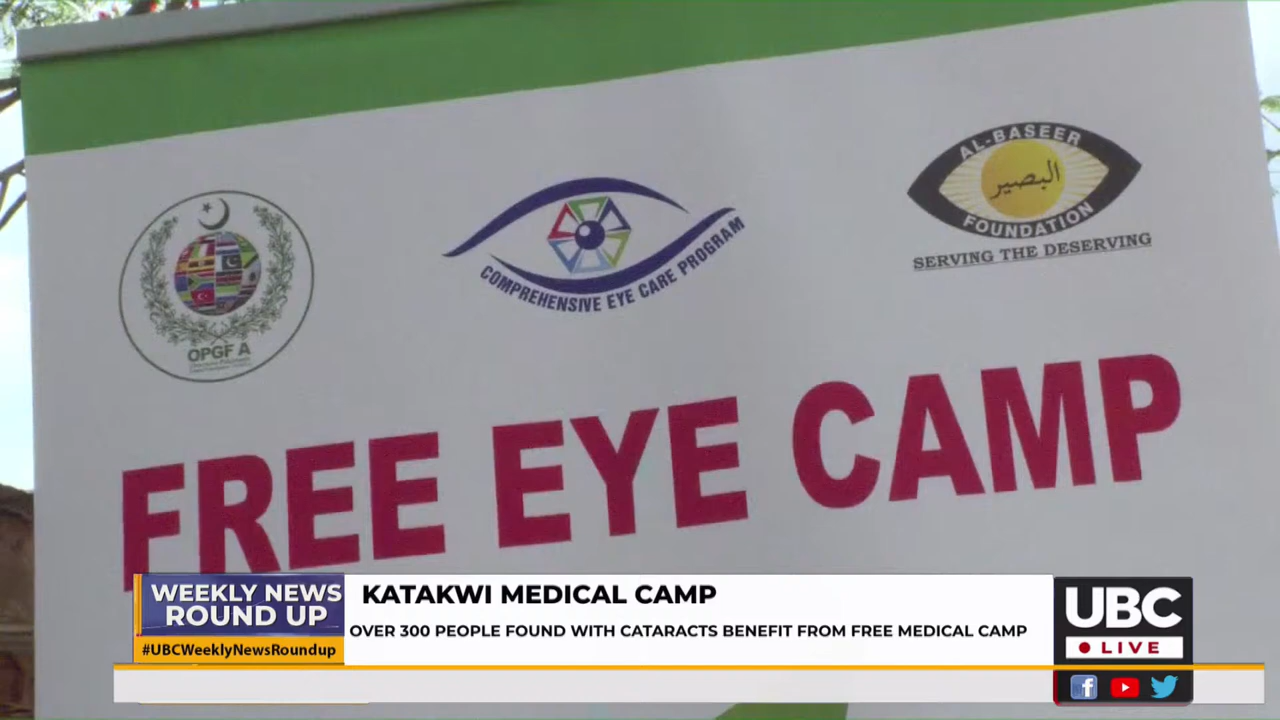 OPGF A
COMPREHENSIVE EYE CARE PROGRAM
AL-BASEER
البصير
FOUNDATION
SERVING THE DESERVING
FREE EYE CAMP
WEEKLY NEWS
ROUND UP
#UBCWeeklyNewsRoundup
KATAKWI MEDICAL CAMP
OVER 300 PEOPLE FOUND WITH CATARACTS BENEFIT FROM FREE MEDICAL CAMP
UBC
LIVE